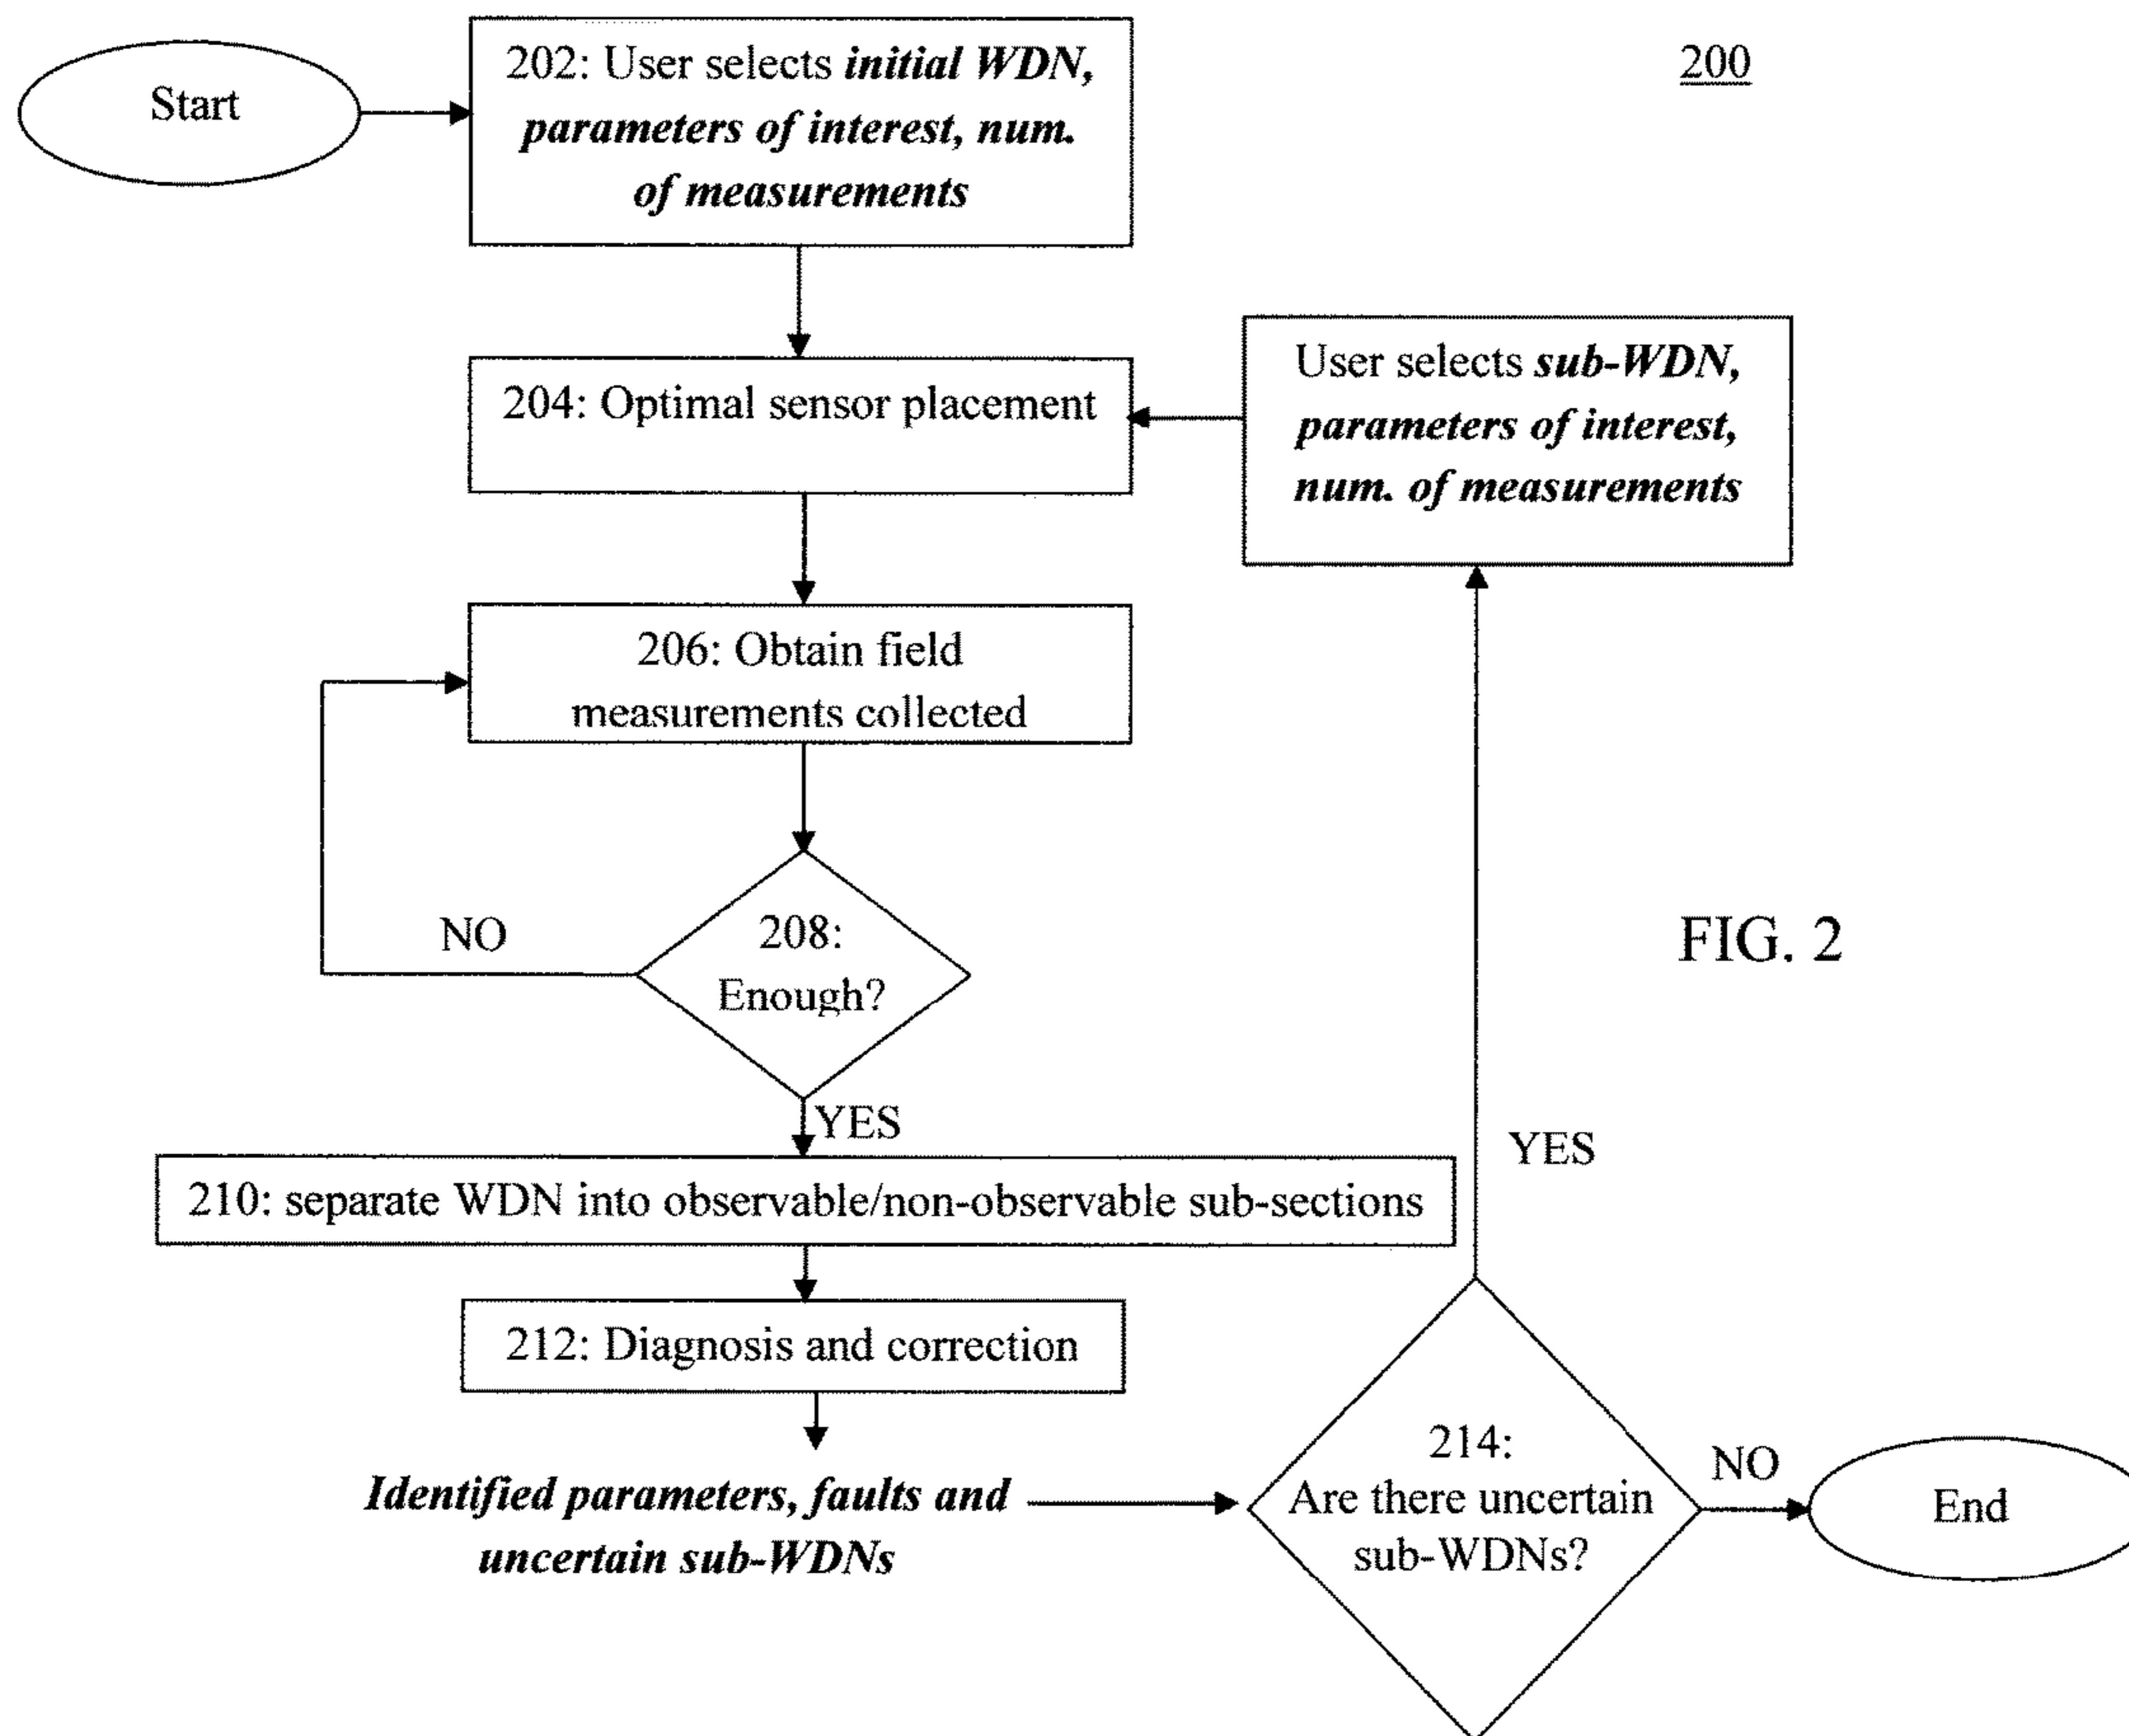 Start
202: User selects initial WDN,
parameters of interest, num.
of measurements
200
204: Optimal sensor placement
User selects sub-WDN,
parameters of interest,
num. of measurements
206: Obtain field
measurements collected
NO
208:
Enough?
FIG. 2
YES
YES
210: separate WDN into observable/non-observable sub-sections
212: Diagnosis and correction
Identified parameters, faults and
uncertain sub-WDNs
214:
Are there uncertain
sub-WDNs?
NO
End